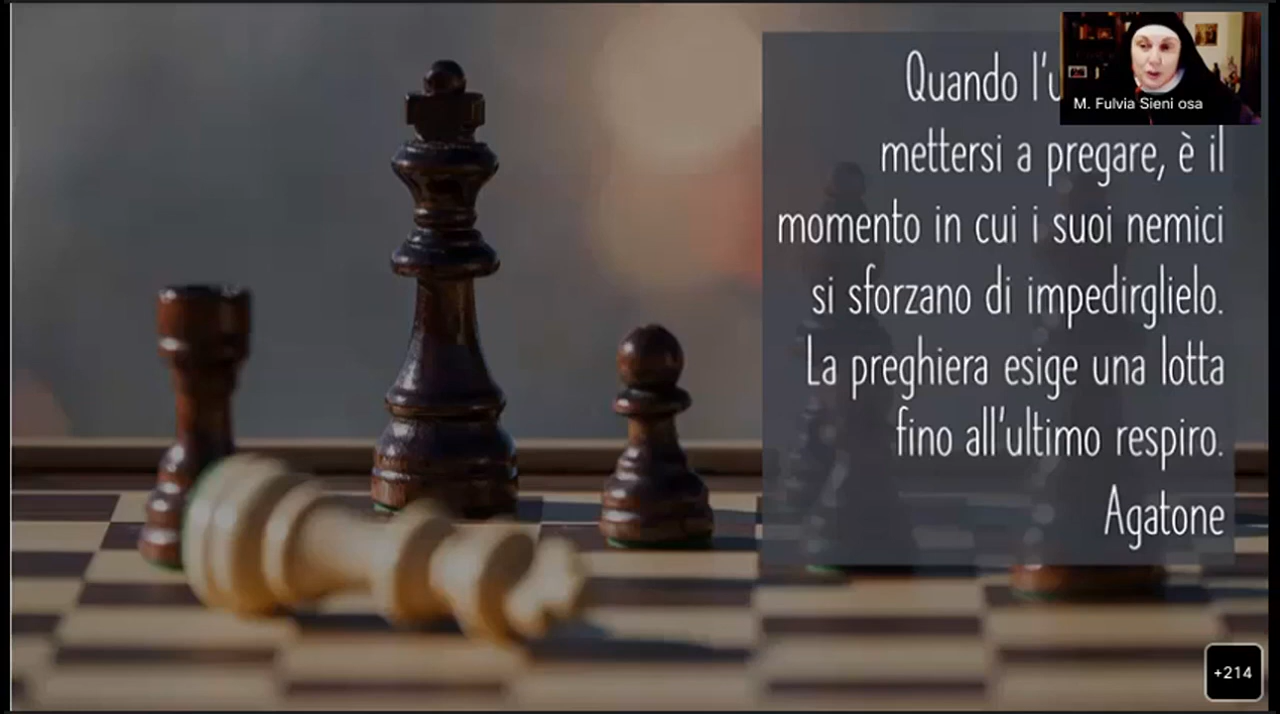 Quando l'u
mettersi a pregare, è il
momento in cui i suoi nemici
si sforzano di impedirglielo.
La preghiera esige una lotta
fino all'ultimo respiro.
Agatone
M. Fulvia Sieni osa
+214